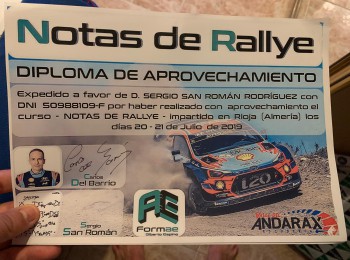 Notas de Rallye
DIPLOMA DE APROVECHAMIENTO
Expedido a favor de D. SERGIO SAN ROMÁN RODRÍGUEZ con
DNI 50988109-F por haber realizado con aprovechamiento el
curso - NOTAS DE RALLYE - impartido en Rioja (Almería) los
días 20 - 21 de Julio de 2019
Carlos
Del Barrio
Sergio
San Román
Formae
ANDARAX